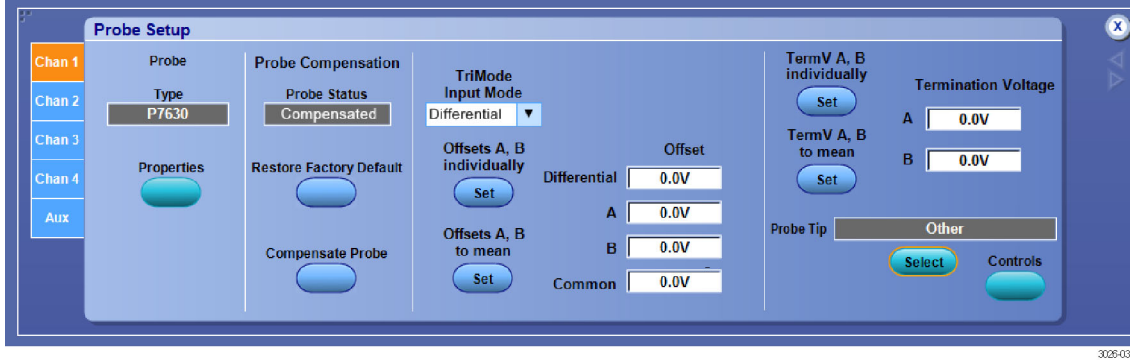 Probe Setup
X
Chan 1
Chan 2
Chan 3
Chan 4
Aux
Probe
Type
P7630
Properties
Probe Compensation
Probe Status
Compensated
Restore Factory Default
Compensate Probe
TriMode
Input Mode
Differential
Offsets A, B
individually
Set
Offsets A, B
to mean
Set
Offset
Differential 0.0V
A 0.0V
B 0.0V
Common 0.0V
TermV A, B
individually
Set
TermV A, B
to mean
Set
Termination Voltage
A 0.0V
B 0.0V
Probe Tip Other
Select
Controls
3026-03